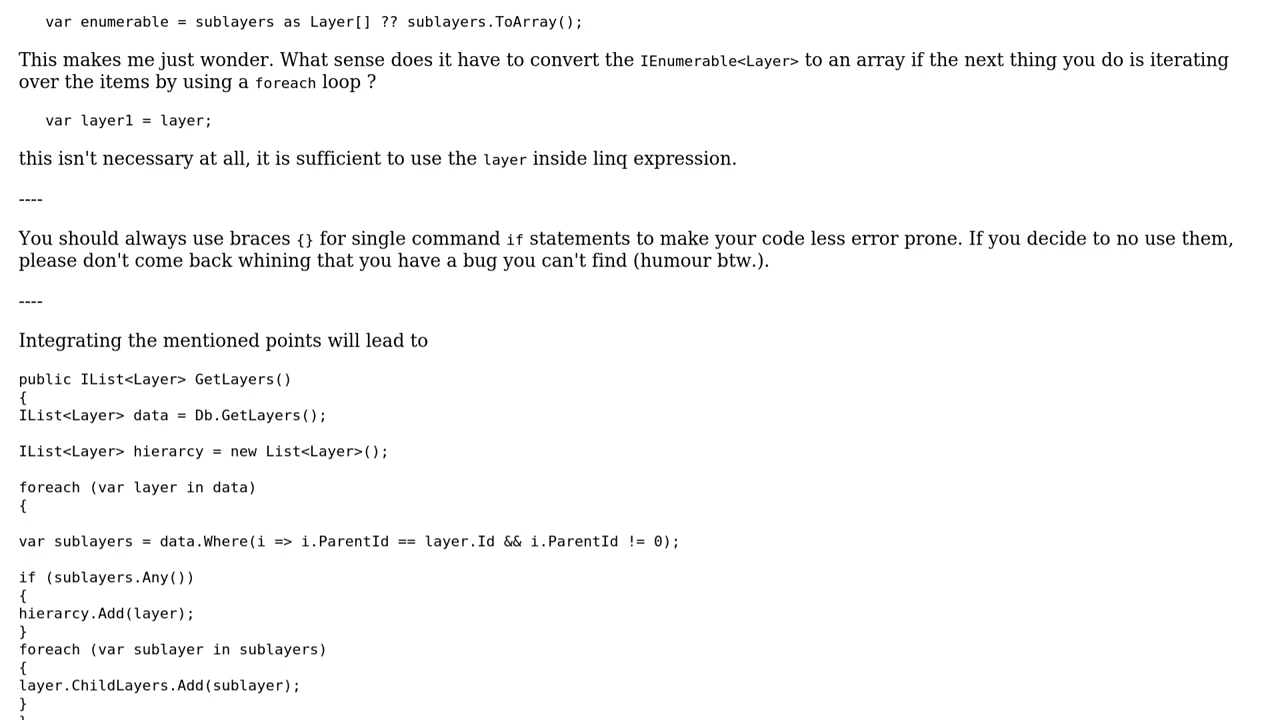 var enumerable = sublayers as Layer[] ?? sublayers.ToArray();
This makes me just wonder. What sense does it have to convert the IEnumerable<Layer> to an array if the next thing you do is iterating
over the items by using a foreach loop ?
var layer1 = layer;
this isn't necessary at all, it is sufficient to use the layer inside linq expression.
----
You should always use braces {} for single command if statements to make your code less error prone. If you decide to no use them,
please don't come back whining that you have a bug you can't find (humour btw.).
----
Integrating the mentioned points will lead to
public IList<Layer> GetLayers()
{
IList<Layer> data = Db.GetLayers();
IList<Layer> hierarcy = new List<Layer>();
foreach (var layer in data)
{
var sublayers = data.Where(i => i.ParentId == layer.Id && i.ParentId != 0);
if (sublayers.Any())
{
hierarcy.Add(layer);
}
foreach (var sublayer in sublayers)
{
layer.ChildLayers.Add(sublayer);
}
}